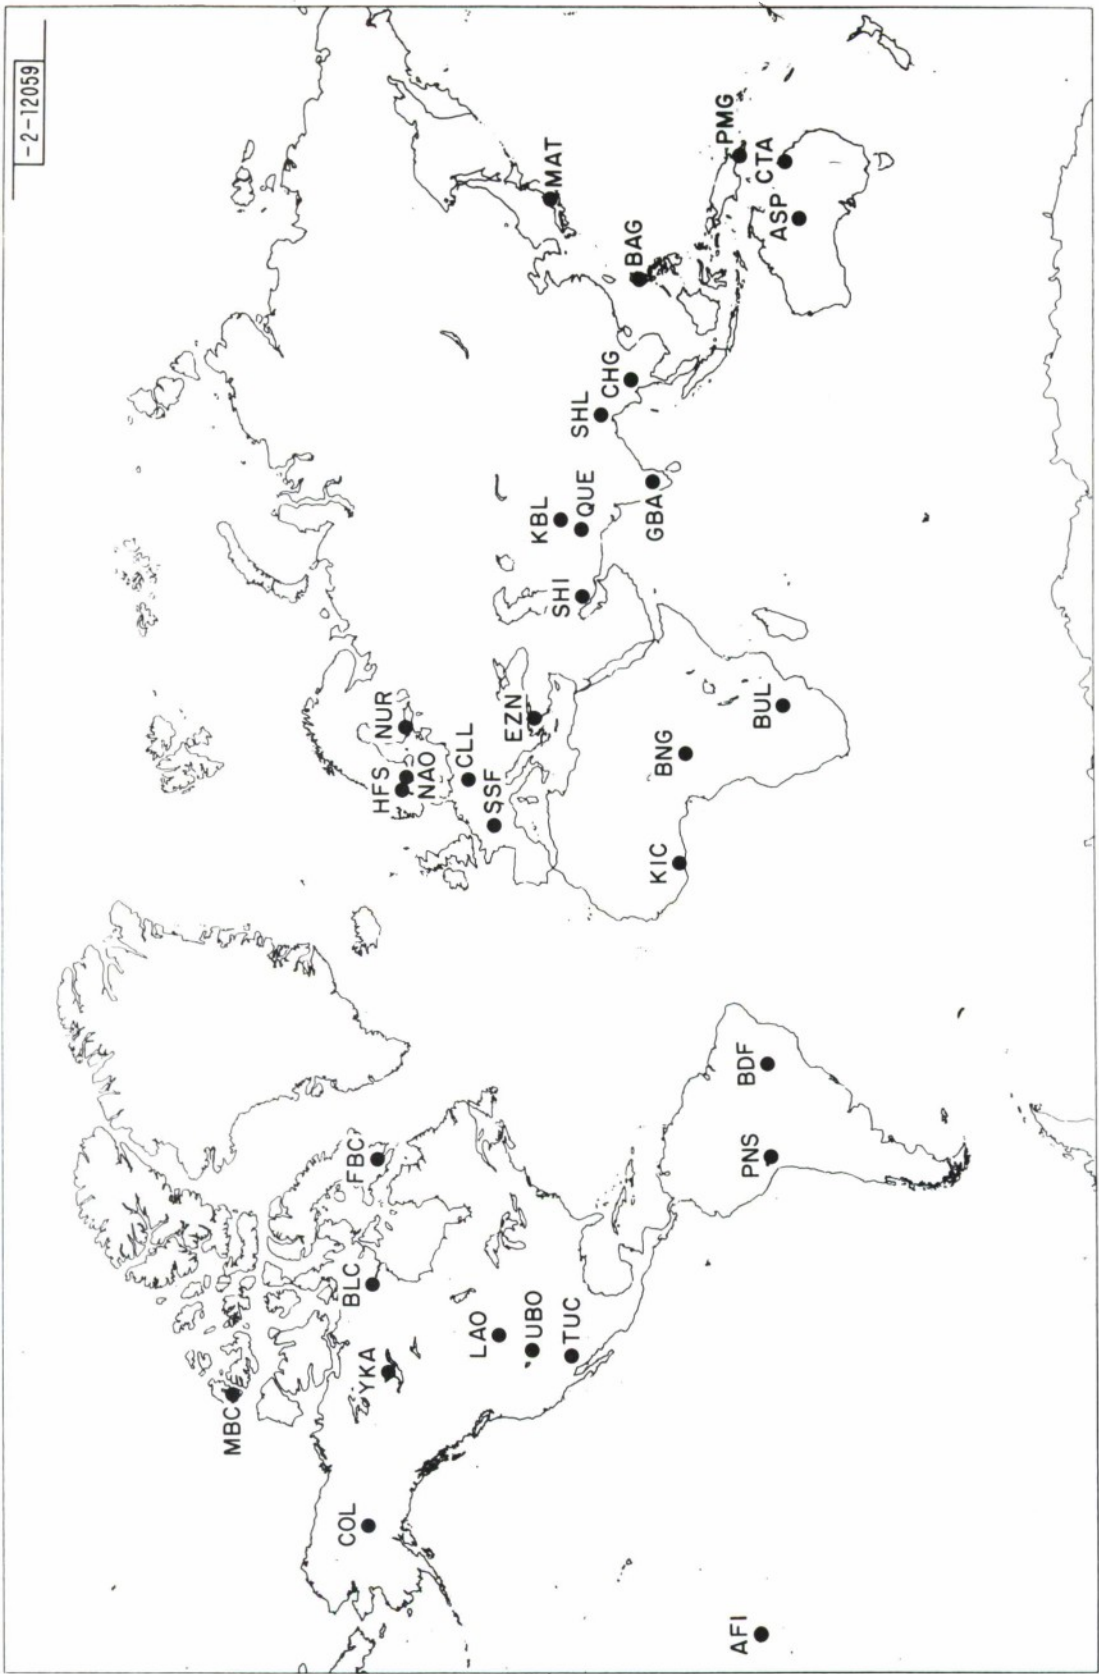 -2-12059
MBC
COL
YKA
BLC
FBC
LAO
UBO
TUC
AFI
PNS
BDF
HFS
NAO
NUR
CLL
SSF
EZN
KIC
BNG
BUL
SHI
KBL
QUE
GBA
SHL
CHG
BAG
MAT
PMG
CTA
ASP